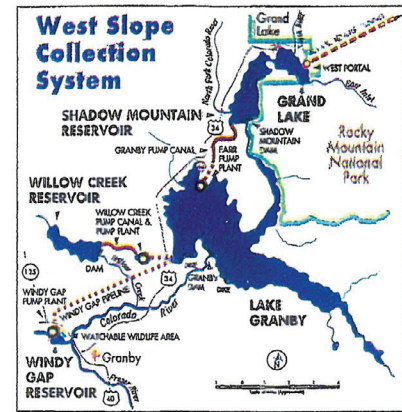 West Slope
Collection
System
Grand
Lake
North Fork Colorado River
WEST PORTAL
East Inlet
GRAND
LAKE
SHADOW MOUNTAIN
RESERVOIR
34
GRANBY PUMP CANAL
FARR
PUMP
PLANT
SHADOW
MOUNTAIN
DAM
Rocky
Mountain
National
Park
WILLOW CREEK
RESERVOIR
WILLOW CREEK
PUMP CANAL &
PUMP PLANT
125
DAM
Willow
Creek
34
DIKE
GRANBY
DAM
DIKE
LAKE
GRANBY
WINDY GAP
PUMP PLANT
WINDY GAP PIPELINE
Colorado
River
WATCHABLE WILDLIFE AREA
Granby
WINDY
GAP
RESERVOIR
Fraser River
40
N